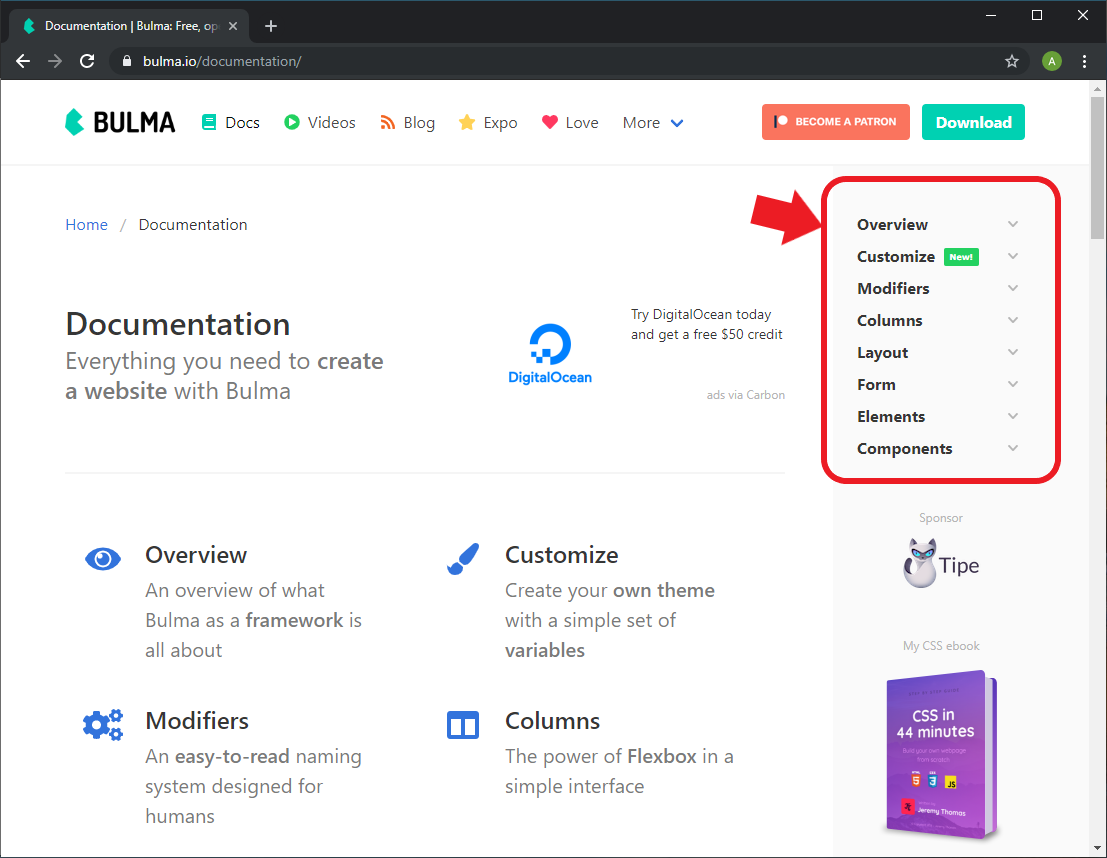 Documentation | Bulma: Free, op
bulma.io/documentation/
A
BULMA
Docs
Videos
Blog
Expo
Love
More
BECOME A PATRON
Download
Home / Documentation
Documentation
Everything you need to create
a website with Bulma
DigitalOcean
Try DigitalOcean today
and get a free $50 credit
ads via Carbon
Overview
Customize New!
Modifiers
Columns
Layout
Form
Elements
Components
Overview
An overview of what
Bulma as a framework is
all about
Customize
Create your own theme
with a simple set of
variables
Modifiers
An easy-to-read naming
system designed for
humans
Columns
The power of Flexbox in a
simple interface
Sponsor
Tipe
My CSS ebook
CSS in
44 minutes
Build your own webpage
from scratch
5
3
JS
Jeremy Thomas